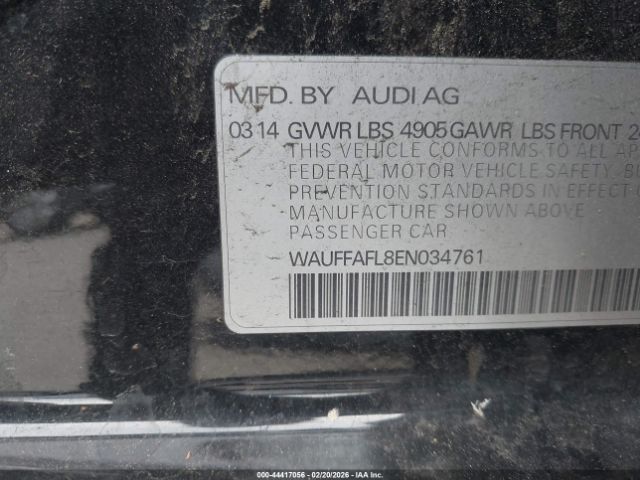 MFD. BY AUDI AG
03 14 GVWR LBS 4905 GAWR LBS FRONT
THIS VEHICLE CONFORMS TO ALL
FEDERAL MOTOR VEHICLE SAFETY
PREVENTION STANDARDS IN EFFECT
MANUFACTURE SHOWN ABOVE
PASSENGER CAR
WAUFFAFL8EN034761
000-44417056 - 02/20/2026 - IAAI, Inc.